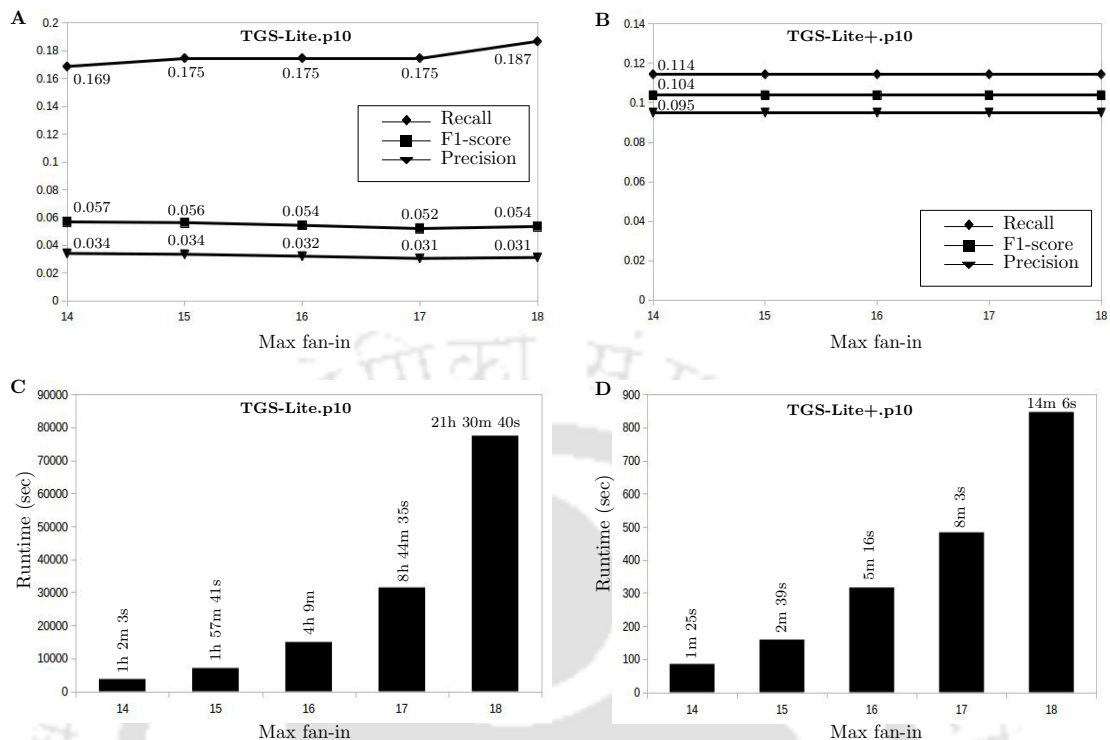 A
TGS-Lite.p10
0.2
0.18
0.16
0.14
0.12
0.1
0.08
0.06
0.04
0.02
0
0.169
0.175
0.175
0.175
0.187
Recall
F1-score
Precision
0.057
0.056
0.054
0.052
0.054
0.034
0.034
0.032
0.031
0.031
14
15
16
17
18
Max fan-in
B
TGS-Lite+.p10
0.14
0.12
0.1
0.08
0.06
0.04
0.02
0
0.114
0.104
0.095
Recall
F1-score
Precision
14
15
16
17
18
Max fan-in
C
TGS-Lite.p10
Runtime (sec)
90000
80000
70000
60000
50000
40000
30000
20000
10000
0
1h 2m 3s
1h 57m 41s
4h 9m
8h 44m 35s
21h 30m 40s
14
15
16
17
18
Max fan-in
D
TGS-Lite+.p10
Runtime (sec)
900
800
700
600
500
400
300
200
100
0
1m 25s
2m 39s
5m 16s
8m 3s
14m 6s
14
15
16
17
18
Max fan-in